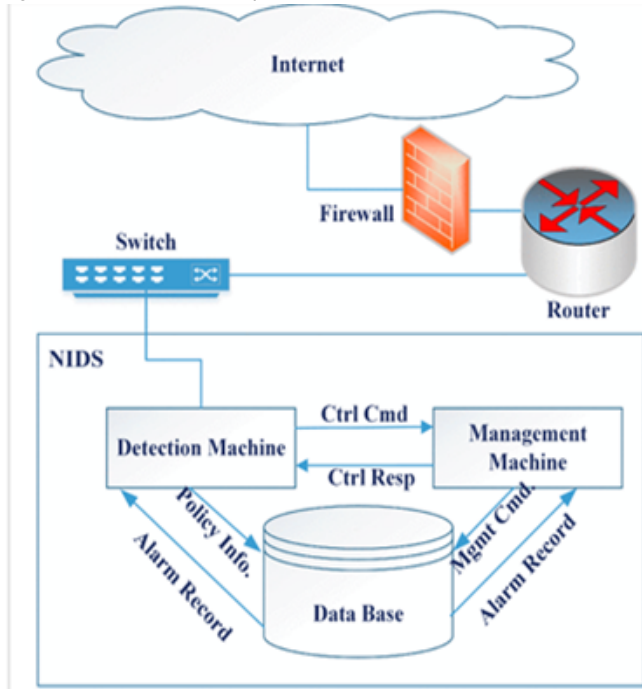 Internet
Firewall
Switch
Router
NIDS
Ctrl Cmd
Detection Machine
Management
Machine
Ctrl Resp
Policy Info.
Mgmt Cmd.
Alarm Record
Alarm Record
Data Base